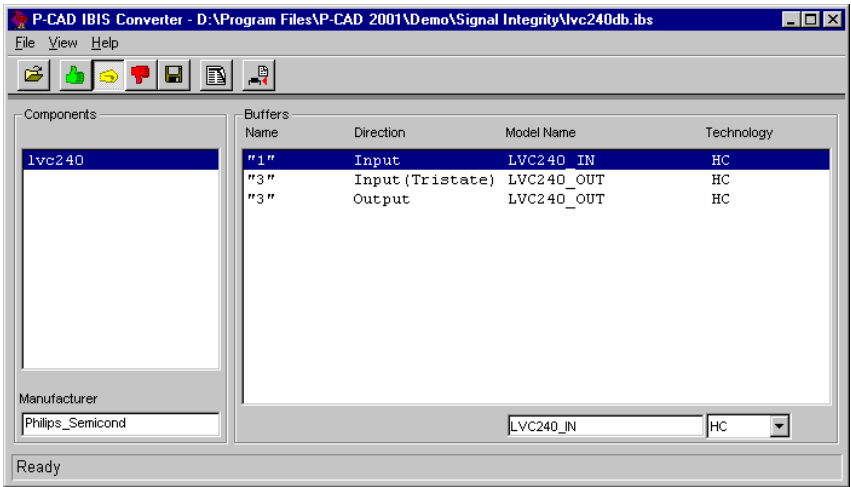 P-CAD IBIS Converter - D:\Program Files\P-CAD 2001\Demo\Signal Integrity\lvc240db.ibs
File View Help
Components
lvc240
Manufacturer
Philips_Semicond
Buffers
Name Direction Model Name Technology
"1" Input LVC240_IN HC
"3" Input(Tristate) LVC240_OUT HC
"3" Output LVC240_OUT HC
LVC240_IN HC
Ready